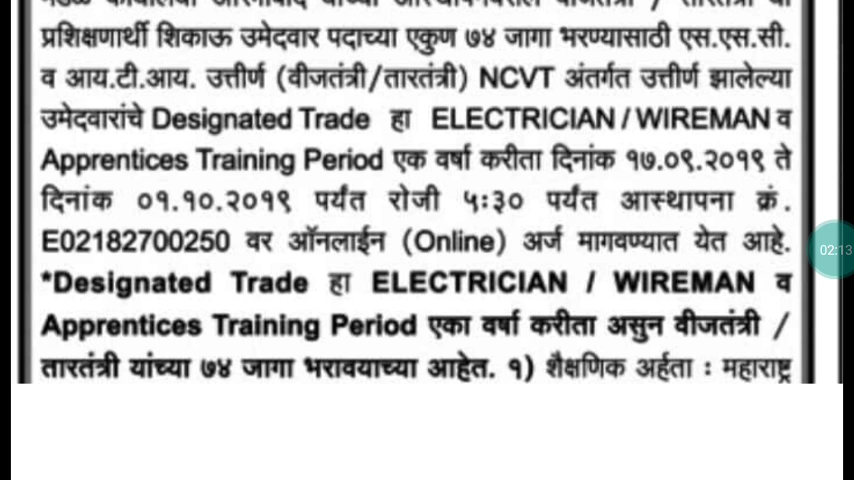 प्रशिक्षणार्थी शिकाऊ उमेदवार पदाच्या एकुण ७४ जागा भरण्यासाठी एस.एस.सी.
व आय.टी.आय. उत्तीर्ण (वीजतंत्री/तारतंत्री) NCVT अंतर्गत उत्तीर्ण झालेल्या
उमेदवारांचे Designated Trade हा ELECTRICIAN / WIREMAN व
Apprentices Training Period एक वर्षा करीता दिनांक १७.०९.२०१९ ते
दिनांक ०१.१०.२०१९ पर्यंत रोजी ५:३० पर्यंत आस्थापना क्रं.
E02182700250 वर ऑनलाईन (Online) अर्ज मागवण्यात येत आहे.
*Designated Trade हा ELECTRICIAN / WIREMAN व
Apprentices Training Period एका वर्षा करीता असुन वीजतंत्री /
तारतंत्री यांच्या ७४ जागा भरावयाच्या आहेत. १) शैक्षणिक अर्हता : महाराष्ट्र
02:13